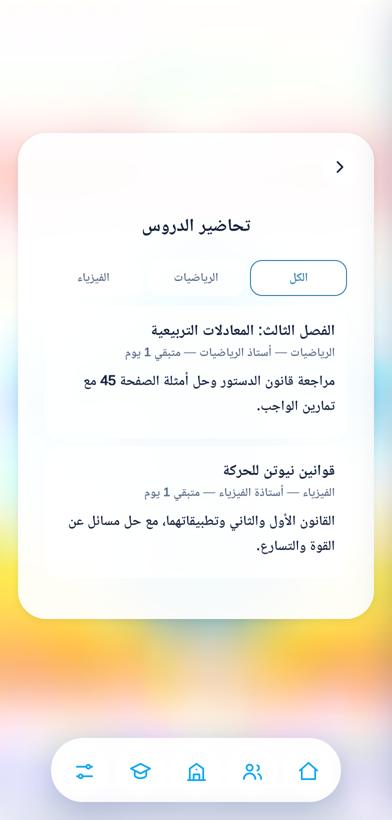 تحاضير الدروس
الكل
الرياضيات
الفيزياء
الفصل الثالث: المعادلات التربيعية
الرياضيات — أستاذ الرياضيات — متبقي 1 يوم
مراجعة قانون الدستور وحل أمثلة الصفحة 45 مع
تمارين الواجب.
قوانين نيوتن للحركة
الفيزياء — أستاذة الفيزياء — متبقي 1 يوم
القانون الأول والثاني وتطبيقاتهما، مع حل مسائل عن
القوة والتسارع.